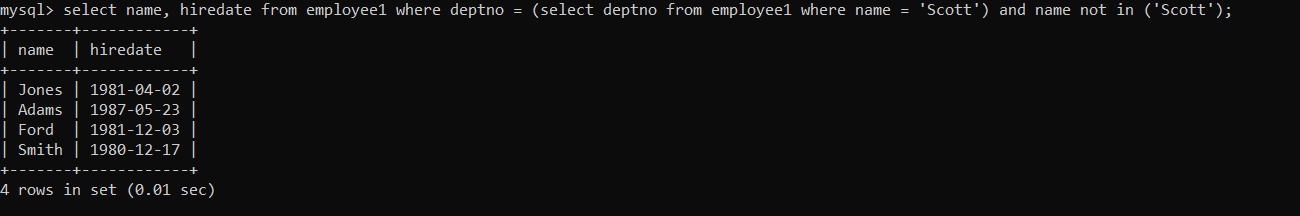 mysql> select name, hiredate from employee1 where deptno = (select deptno from employee1 where name = 'Scott') and name not in ('Scott');
+-------+------------+
| name  | hiredate   |
+-------+------------+
| Jones | 1981-04-02 |
| Adams | 1987-05-23 |
| Ford  | 1981-12-03 |
| Smith | 1980-12-17 |
+-------+------------+
4 rows in set (0.01 sec)